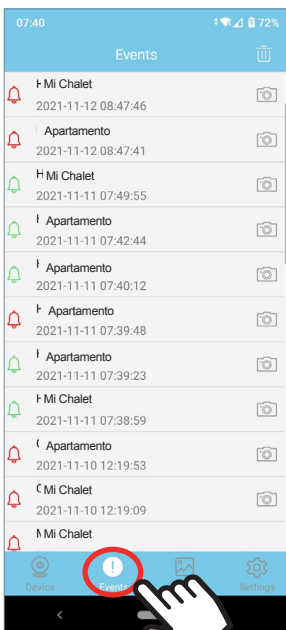 07:40
72%
Events
Mi Chalet
2021-11-12 08:47:46
Apartamento
2021-11-12 08:47:41
Mi Chalet
2021-11-11 07:49:55
Apartamento
2021-11-11 07:42:44
Apartamento
2021-11-11 07:40:12
Apartamento
2021-11-11 07:39:48
Apartamento
2021-11-11 07:39:23
Mi Chalet
2021-11-11 07:38:59
Apartamento
2021-11-10 12:19:53
Mi Chalet
2021-11-10 12:19:09
Mi Chalet
Device
Events
Settings